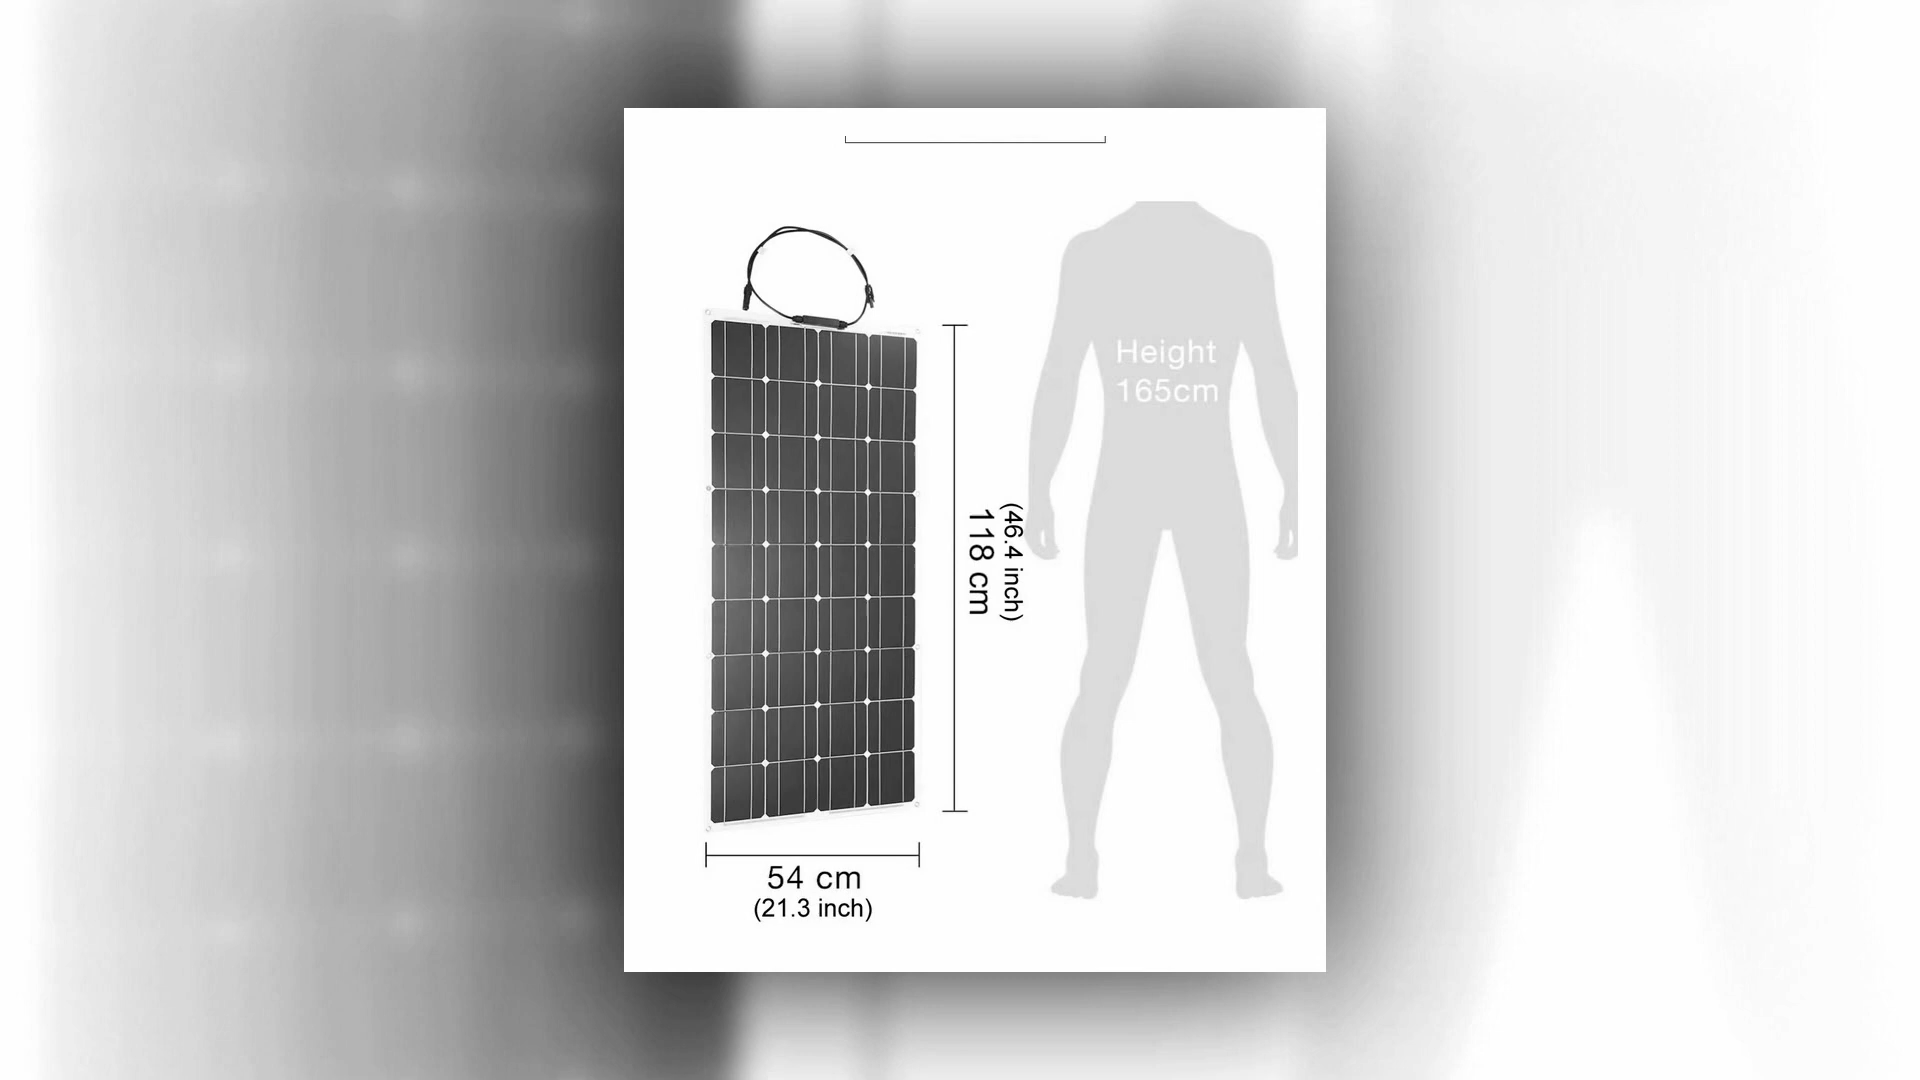 Height
165cm
(46.4 inch)
118 cm
54 cm
(21.3 inch)